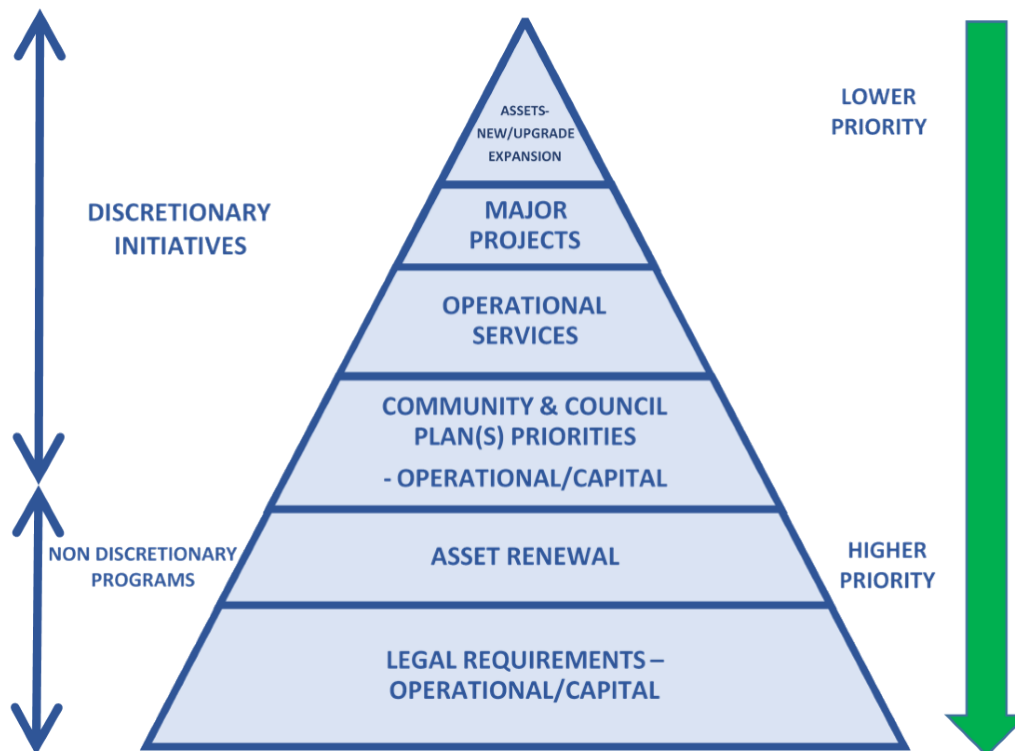 ASSETS-
NEW/UPGRADE
EXPANSION
LOWER
PRIORITY
DISCRETIONARY
INITIATIVES
MAJOR
PROJECTS
OPERATIONAL
SERVICES
COMMUNITY & COUNCIL
PLAN(S) PRIORITIES
- OPERATIONAL/CAPITAL
NON DISCRETIONARY
PROGRAMS
ASSET RENEWAL
HIGHER
PRIORITY
LEGAL REQUIREMENTS –
OPERATIONAL/CAPITAL